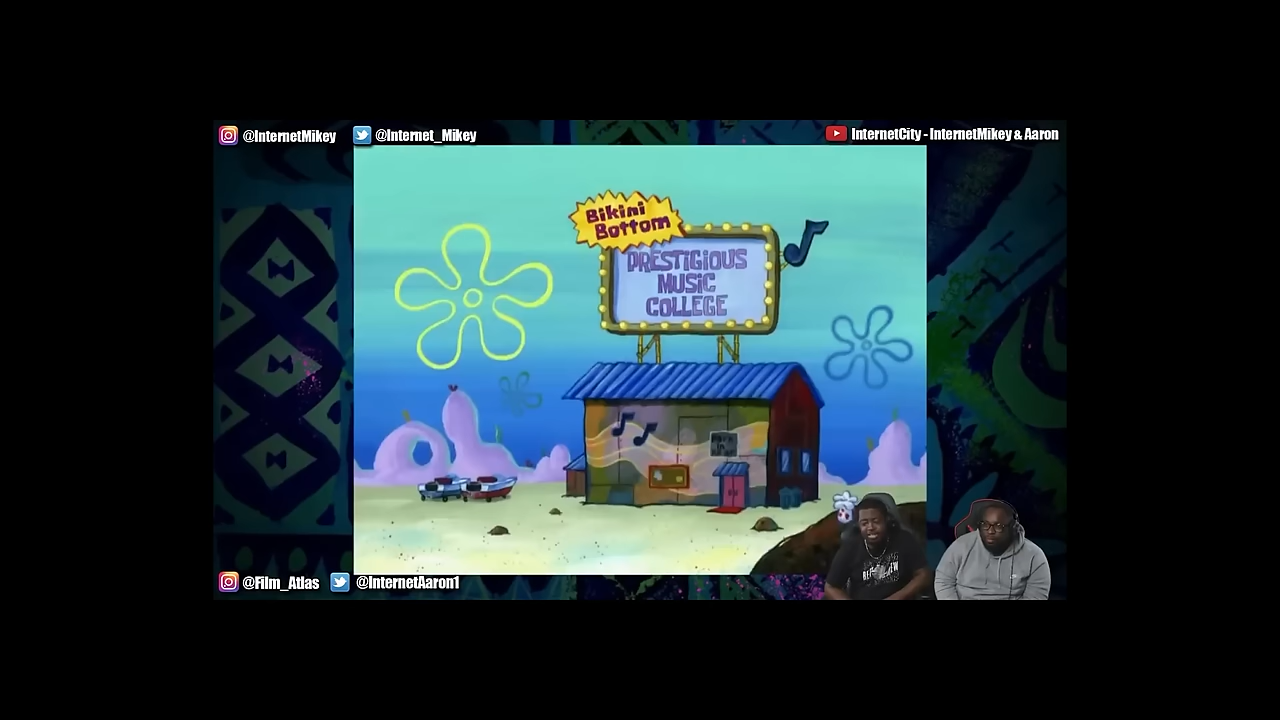 @InternetMikey @Internet_Mikey InternetCity - InternetMikey & Aaron
Bikini
Bottom
PRESTIGIOUS
MUSIC
COLLEGE
@Film_Atlas @InternetAaron1